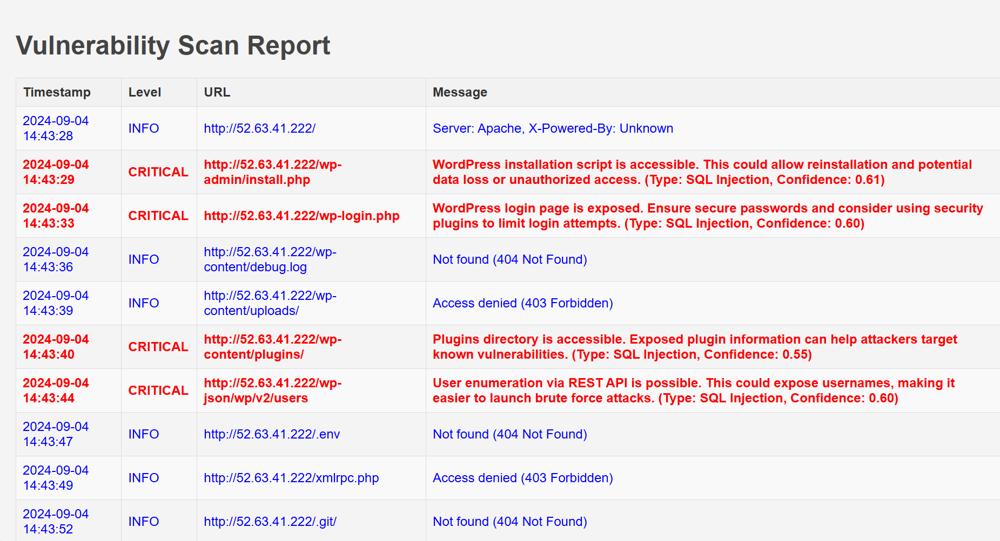 Vulnerability Scan Report
Timestamp Level URL Message
2024-09-04
14:43:28
INFO
http://52.63.41.222/
Server: Apache, X-Powered-By: Unknown
2024-09-04
14:43:29
CRITICAL
http://52.63.41.222/wp-
admin/install.php
WordPress installation script is accessible. This could allow reinstallation and potential
data loss or unauthorized access. (Type: SQL Injection, Confidence: 0.61)
2024-09-04
14:43:33
CRITICAL
http://52.63.41.222/wp-login.php
WordPress login page is exposed. Ensure secure passwords and consider using security
plugins to limit login attempts. (Type: SQL Injection, Confidence: 0.60)
2024-09-04
14:43:36
INFO
http://52.63.41.222/wp-
content/debug.log
Not found (404 Not Found)
2024-09-04
14:43:39
INFO
http://52.63.41.222/wp-
content/uploads/
Access denied (403 Forbidden)
2024-09-04
14:43:40
CRITICAL
http://52.63.41.222/wp-
content/plugins/
Plugins directory is accessible. Exposed plugin information can help attackers target
known vulnerabilities. (Type: SQL Injection, Confidence: 0.55)
2024-09-04
14:43:44
CRITICAL
http://52.63.41.222/wp-
json/wp/v2/users
User enumeration via REST API is possible. This could expose usernames, making it
easier to launch brute force attacks. (Type: SQL Injection, Confidence: 0.60)
2024-09-04
14:43:47
INFO
http://52.63.41.222/.env
Not found (404 Not Found)
2024-09-04
14:43:49
INFO
http://52.63.41.222/xmlrpc.php
Access denied (403 Forbidden)
2024-09-04
14:43:52
INFO
http://52.63.41.222/.git/
Not found (404 Not Found)